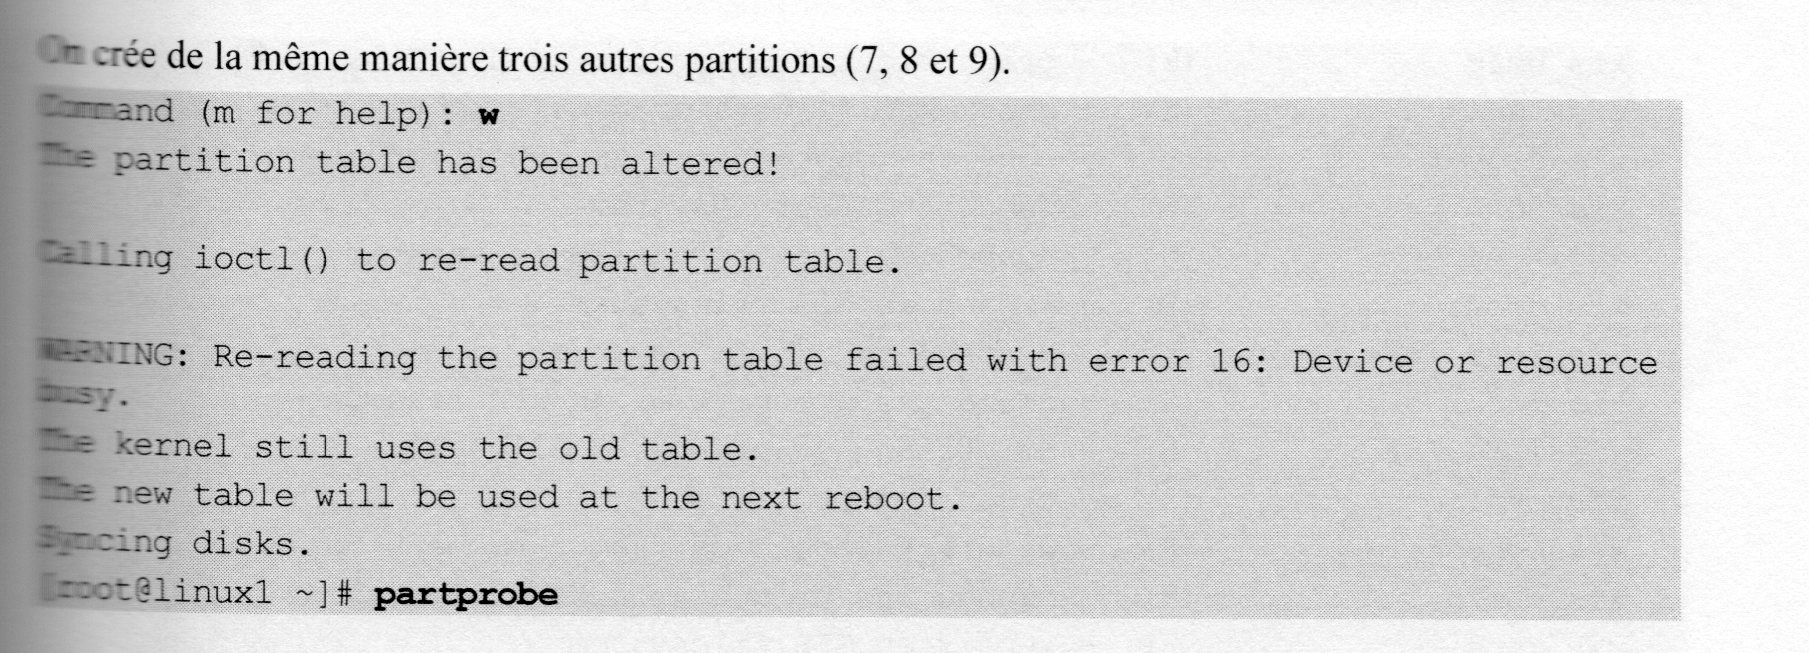 On crée de la même manière trois autres partitions (7, 8 et 9).
Command (m for help): w
The partition table has been altered!
Calling ioctl() to re-read partition table.
WARNING: Re-reading the partition table failed with error 16: Device or resource
busy.
The kernel still uses the old table.
The new table will be used at the next reboot.
Syncing disks.
[root@linux1 ~]# partprobe